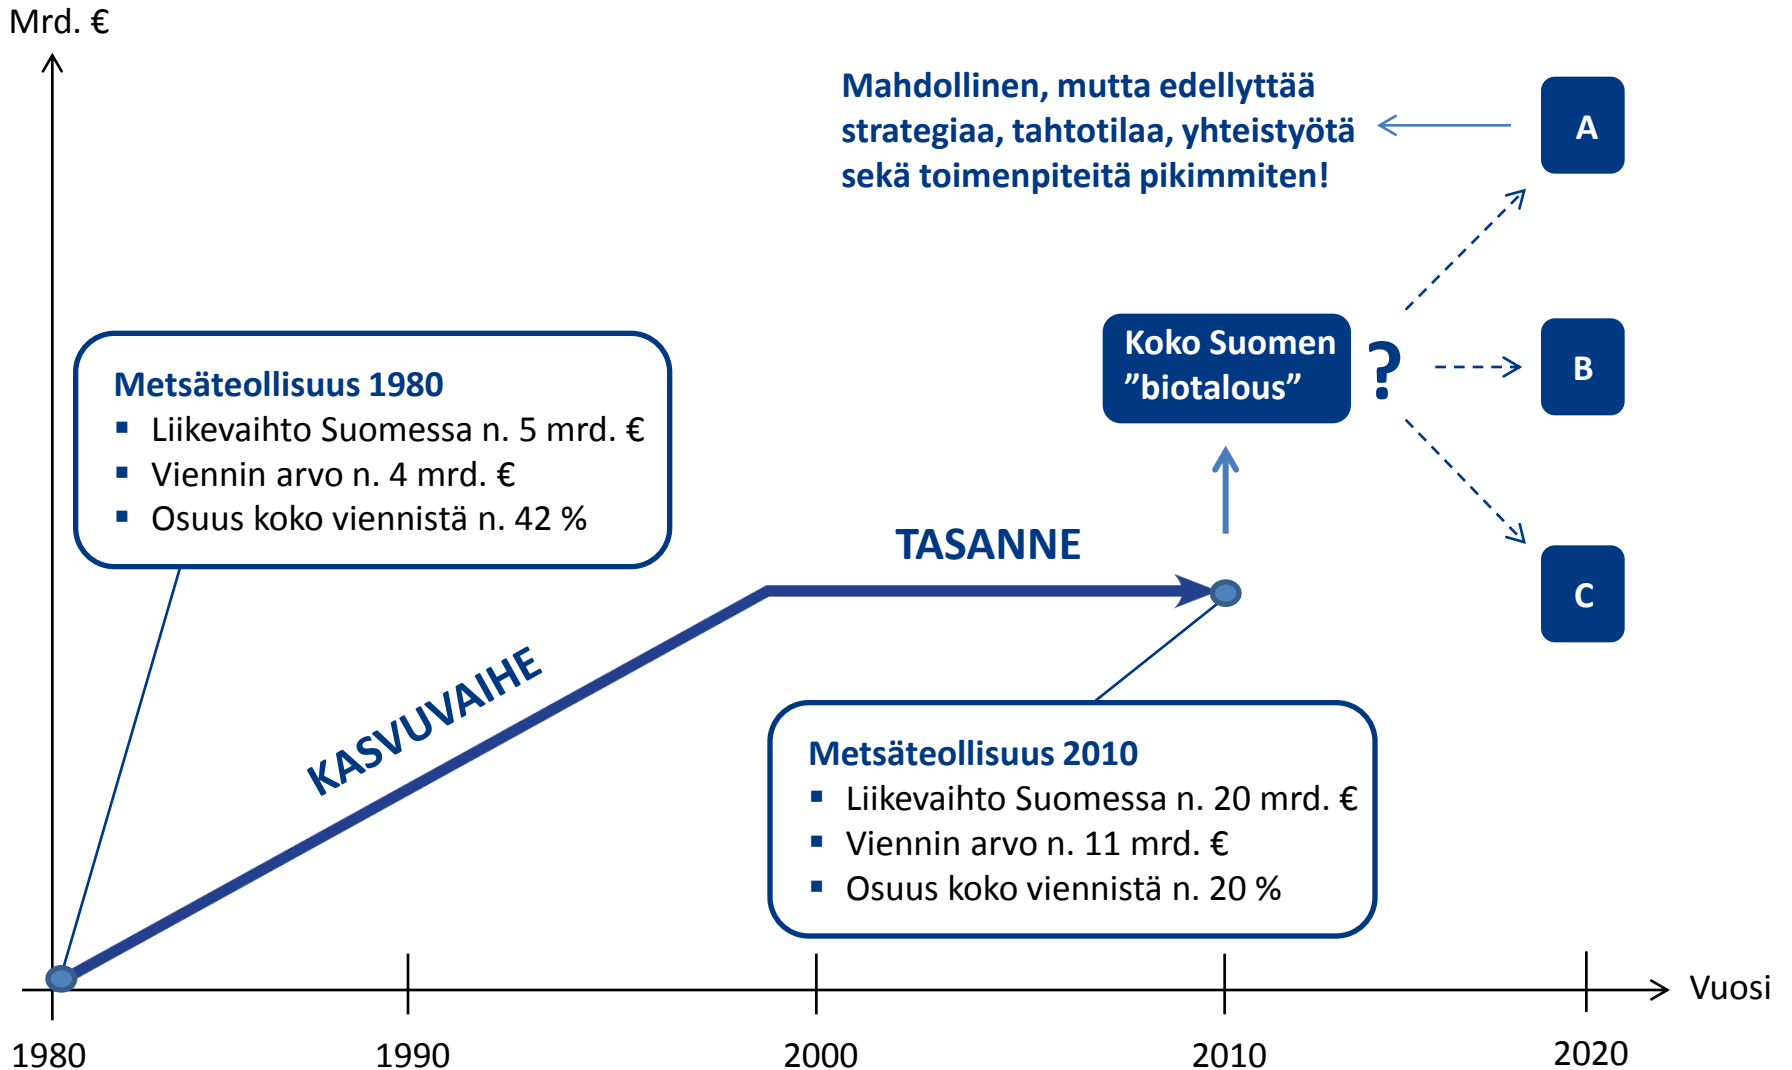 Mrd. €
Mahdollinen, mutta edellyttää
strategiaa, tahtotilaa, yhteistyötä
sekä toimenpiteitä pikimmiten!
A
Koko Suomen
”biotalous”
?
B
C
Metsäteollisuus 1980
▪ Liikevaihto Suomessa n. 5 mrd. €
▪ Viennin arvo n. 4 mrd. €
▪ Osuus koko viennistä n. 42 %
TASANNE
KASVUVAIHE
Metsäteollisuus 2010
▪ Liikevaihto Suomessa n. 20 mrd. €
▪ Viennin arvo n. 11 mrd. €
▪ Osuus koko viennistä n. 20 %
Vuosi
1980 1990 2000 2010 2020